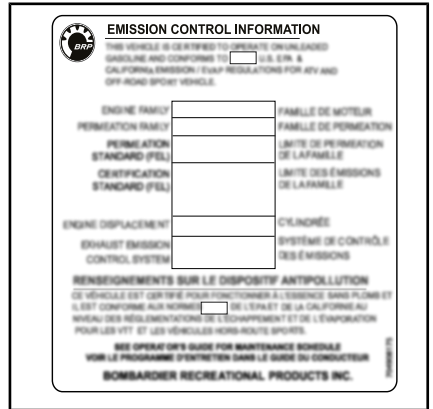 BRP
EMISSION CONTROL INFORMATION
THIS VEHICLE IS CERTIFIED TO OPERATE ON UNLEADED
GASOLINE AND CONFORMS TO U.S. EPA &
CALIFORNIA EMISSION / EVAP REGULATIONS FOR ATV AND
OFF-ROAD SPORT VEHICLE.
ENGINE FAMILY FAMILLE DE MOTEUR
PERMEATION FAMILY FAMILLE DE PERMEATION
PERMEATION LIMITE DE PERMEATION
STANDARD (FEL) DE LA FAMILLE
CERTIFICATION LIMITE DES ÉMISSIONS
STANDARD (FEL) DE LA FAMILLE
ENGINE DISPLACEMENT CYLINDRÉE
EXHAUST EMISSION SYSTÈME DE CONTRÔLE
CONTROL SYSTEM DES ÉMISSIONS
RENSEIGNEMENTS SUR LE DISPOSITIF ANTIPOLLUTION
CE VÉHICULE EST CERTIFIÉ POUR FONCTIONNER À L'ESSENCE SANS PLOMB ET
IL EST CONFORME AUX NORMES DE L'EPA ET DE LA CALIFORNIE AU
NIVEAU DES RÉGLEMENTATIONS DE L'ÉCHAPPEMENT ET DE L'ÉVAPORATION
POUR LES VTT ET LES VÉHICULES HORS-ROUTE SPORTS.
SEE OPERATOR'S GUIDE FOR MAINTENANCE SCHEDULE
VOIR LE PROGRAMME D'ENTRETIEN DANS LE GUIDE DU CONDUCTEUR
BOMBARDIER RECREATIONAL PRODUCTS INC.